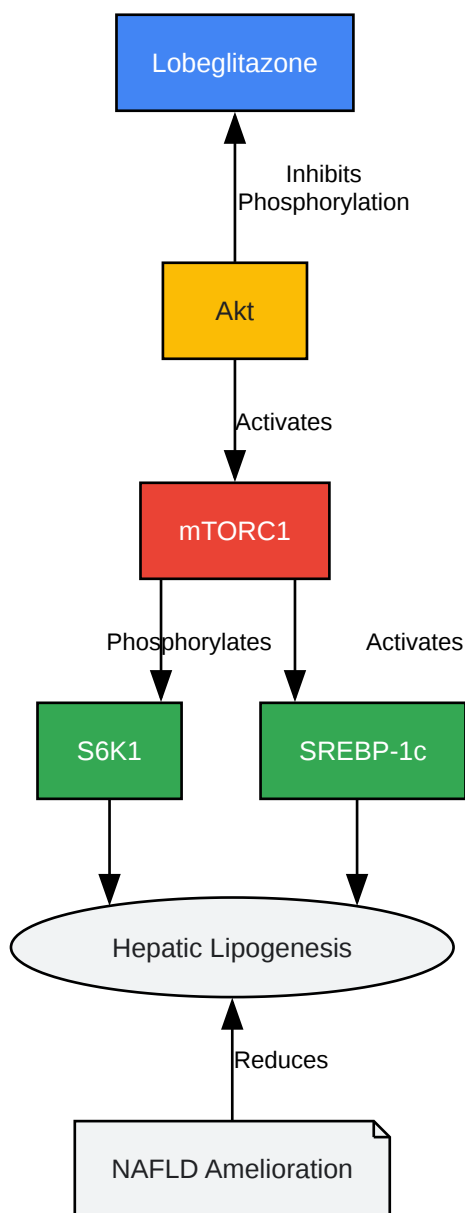 Lobeglitazone
Inhibits
Phosphorylation
Akt
Activates
mTORC1
Phosphorylates
Activates
S6K1
SREBP-1c
Hepatic Lipogenesis
Reduces
NAFLD Amelioration